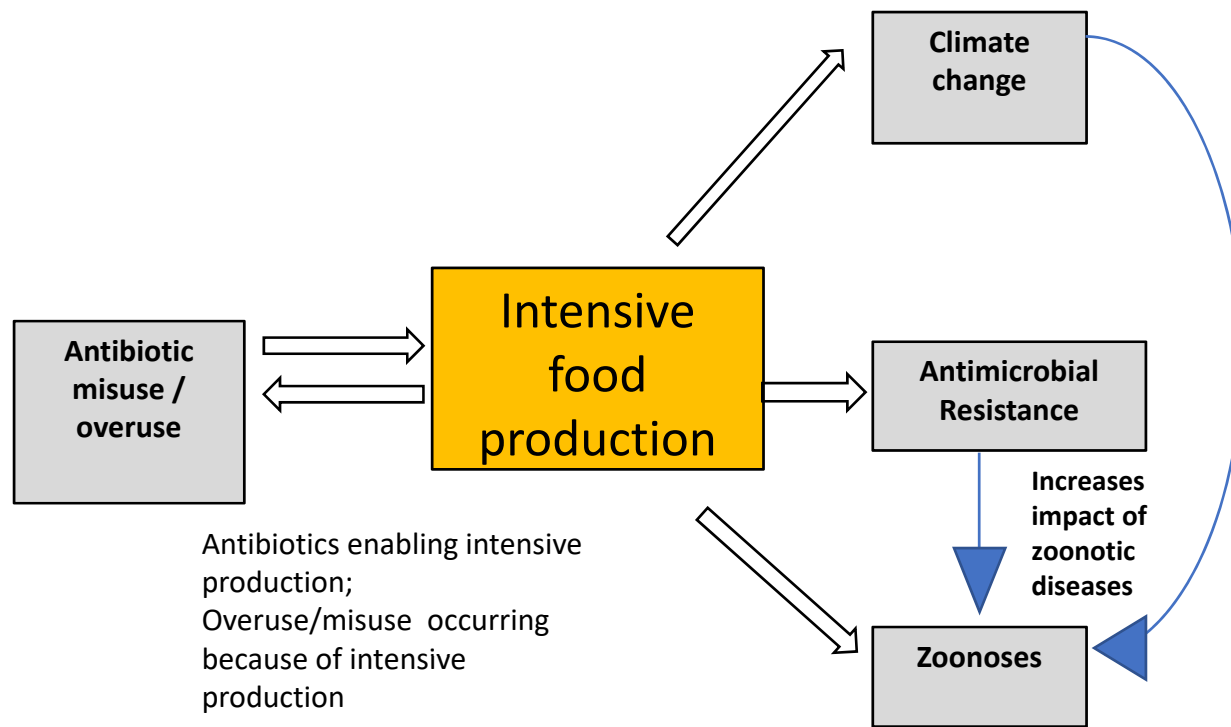 Climate
change
Intensive
food
production
Antibiotic
misuse /
overuse
Antimicrobial
Resistance
Increases
impact of
zoonotic
diseases
Antibiotics enabling intensive
production;
Overuse/misuse  occurring
because of intensive
production
Zoonoses